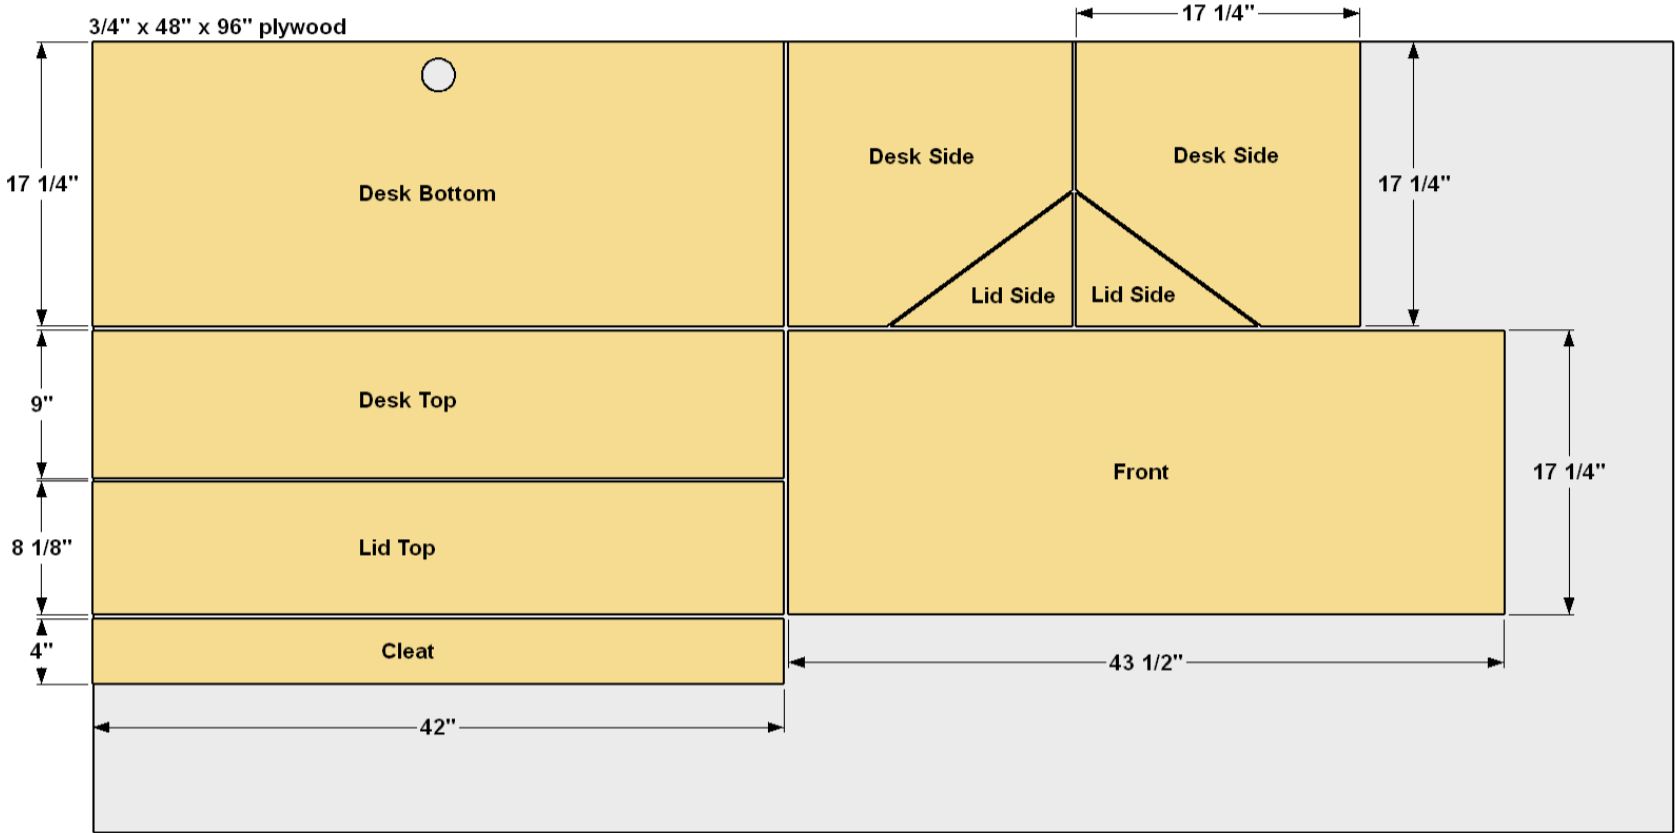 3/4" x 48" x 96" plywood
17 1/4"
17 1/4"
Desk Bottom
Desk Side
Desk Side
17 1/4"
Lid Side
Lid Side
9"
Desk Top
Front
17 1/4"
8 1/8"
Lid Top
4"
Cleat
43 1/2"
42"